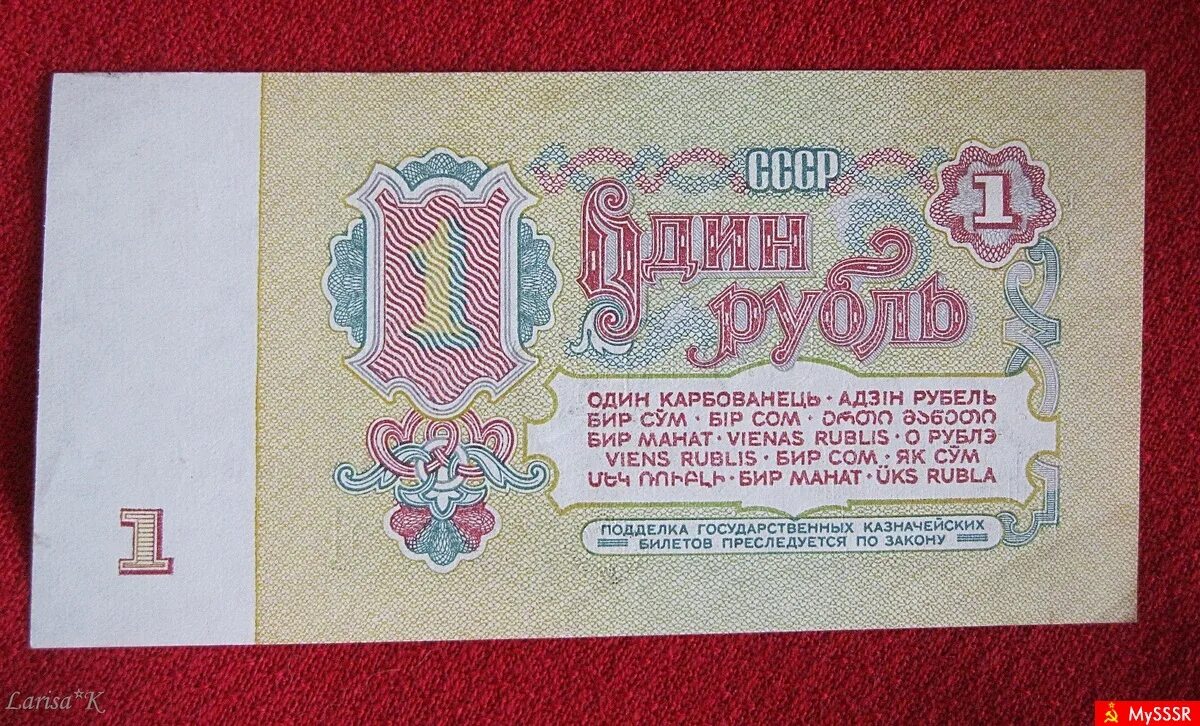 СССР
1
1
Один
рубль
ОДИН КАРБОВАНЕЦЬ · АДЗІН РУБЕЛЬ
БИР СЎМ · БІР СОМ · ᲔᲠᲗᲘ ᲛᲐᲜᲔᲗᲘ
БИР МАНАТ · VIENAS RUBLIS · О РУБЛЭ
VIENS RUBLIS · БИР СОМ · ЯК СӮМ
ՄԵԿ ՌՈՒԲԼԻ · БИР МАНАТ · ÜKS RUBLA
ПОДДЕЛКА ГОСУДАРСТВЕННЫХ КАЗНАЧЕЙСКИХ
БИЛЕТОВ ПРЕСЛЕДУЕТСЯ ПО ЗАКОНУ
1
Larisa*K
MySSSR